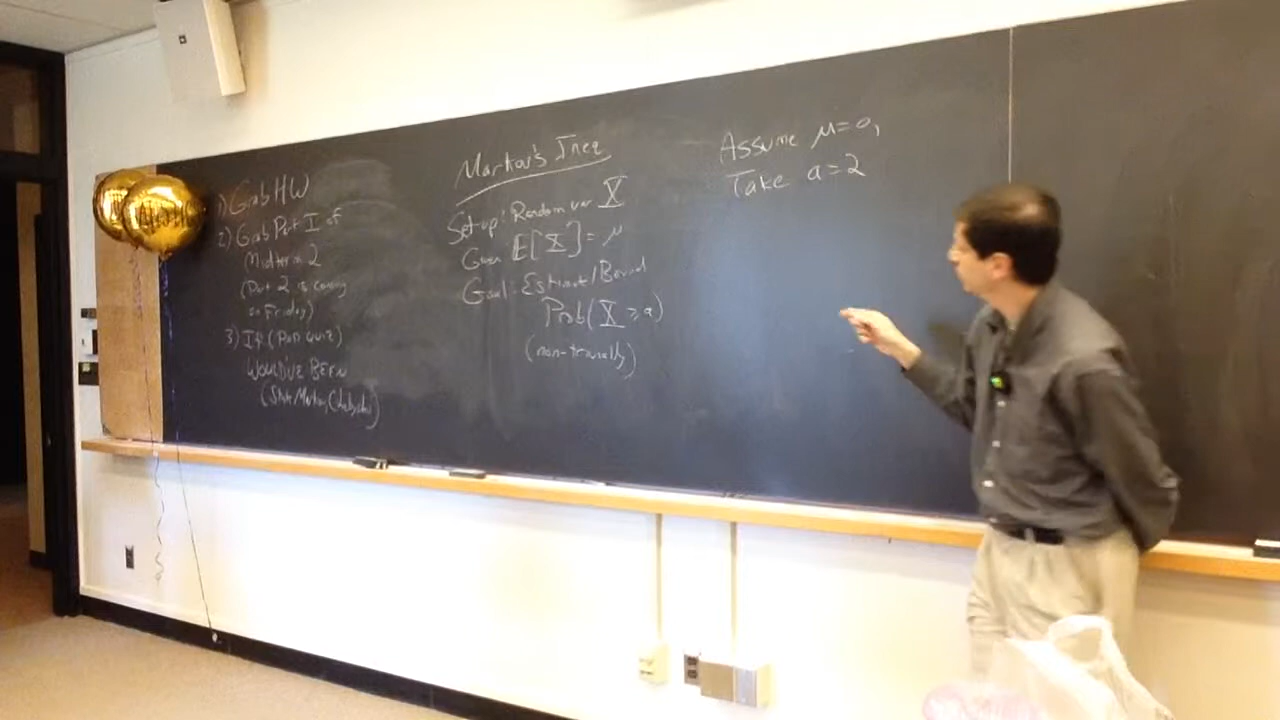 1) Grab HW
2) Grab Part I of
Midterm 2
(Part 2 is coming
on Friday)
3) If (Pop Quiz)
WOULD'VE BEEN
(State Markov, Chebyshev)
Markov's Ineq
Set up: Random var X
Given E[X] = μ
Goal: Estimate/Bound
Prob(X ≥ a)
(non-trivially)
Assume μ=0,
Take a=2